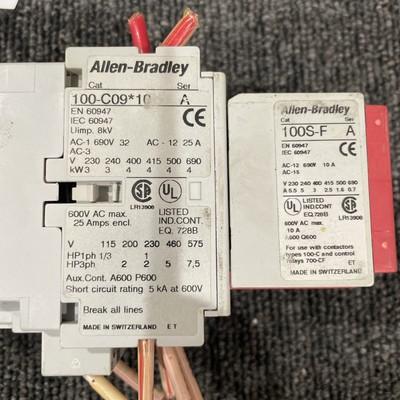 Allen-Bradley
Cat Ser
100-C09*10 A
EN 60947
IEC 60947
Uimp. 8kV
CE
AC-1 690V 32 AC-12 25 A
AC-3
V 230 240 400 415 500 690
kW 3 3 4 4 4 4
SA
LR13908
UL
600V AC max.
25 Amps encl.
LISTED
IND.CONT
EQ. 728B
V 115 200 230 460 575
HP1ph 1/3 1
HP3ph 2 2 5 7,5
Aux.Cont. A600 P600
Short circuit rating 5 kA at 600V
Break all lines
MADE IN SWITZERLAND E T
Allen-Bradley
Cat Ser
100S-F A
EN 60947
IEC 60947
CE
AC-12 690V 10 A
AC-15
V 230 240 400 415 500 690
A 5.5 5 3 2.5 1.6 0.7
SA
LR13908
UL
LISTED
IND.CONT
EQ.728B
600V AC max.
10 A
A600 Q600
For use with contactors
types 100-C and control
relays 700-CF
ET
MADE IN SWITZERLAND